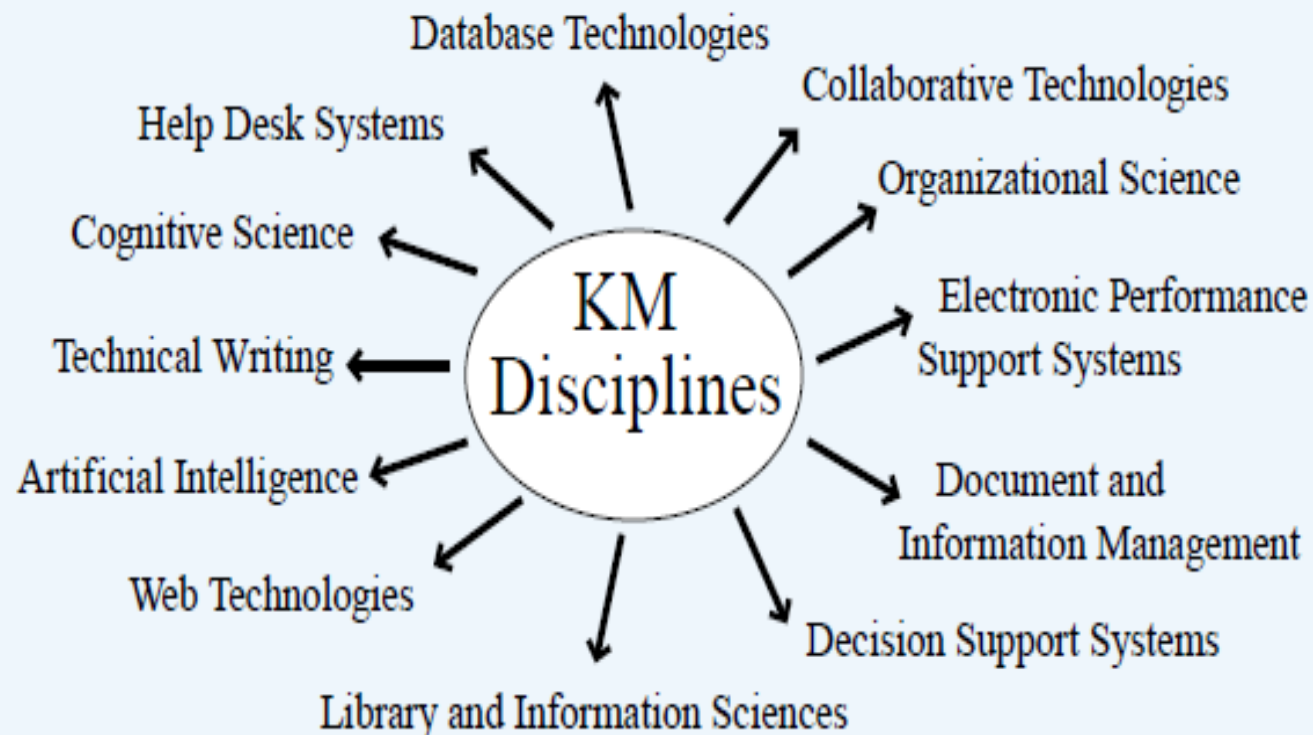 Database Technologies
Collaborative Technologies
Help Desk Systems
Organizational Science
Cognitive Science
KM
Disciplines
Electronic Performance
Support Systems
Technical Writing
Artificial Intelligence
Document and
Information Management
Web Technologies
Decision Support Systems
Library and Information Sciences